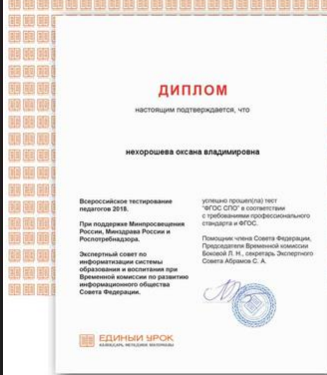 ДИПЛОМ
настоящим подтверждается, что
нехорошева оксана владимировна
Всероссийское тестирование
педагогов 2018.
При поддержке Минпросвещения
России, Минздрава России и
Роспотребнадзора.
Экспертный совет по
информатизации системы
образования и воспитания при
Временной комиссии по развитию
информационного общества
Совета Федерации.
успешно прошел(ла) тест
"ФГОС СПО" в соответствии
с требованиями профессионального
стандарта и ФГОС.
Помощник члена Совета Федерации,
Председателя Временной комиссии
Боковой Л. Н., секретарь Экспертного
Совета Абрамов С. А.
ЕДИНЫЙ УРОК
КАЛЕНДАРЬ МЕТОДИКИ МАТЕРИАЛЫ